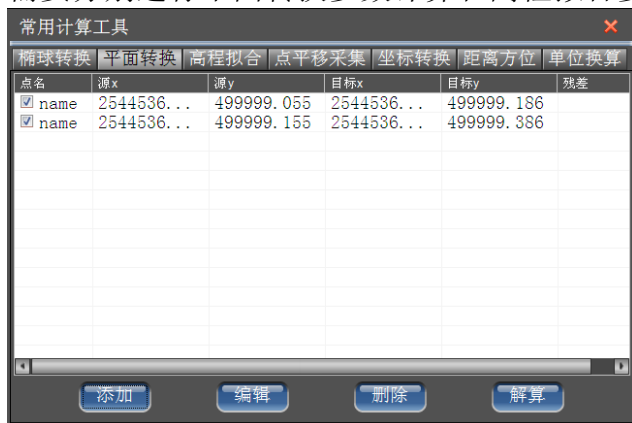 常用计算工具
椭球转换 平面转换 高程拟合 点平移采集 坐标转换 距离方位 单位换算
点名 源x 源y 目标x 目标y 残差
name 2544536... 499999.055 2544536... 499999.186
name 2544536... 499999.155 2544536... 499999.386
添加 编辑 删除 解算